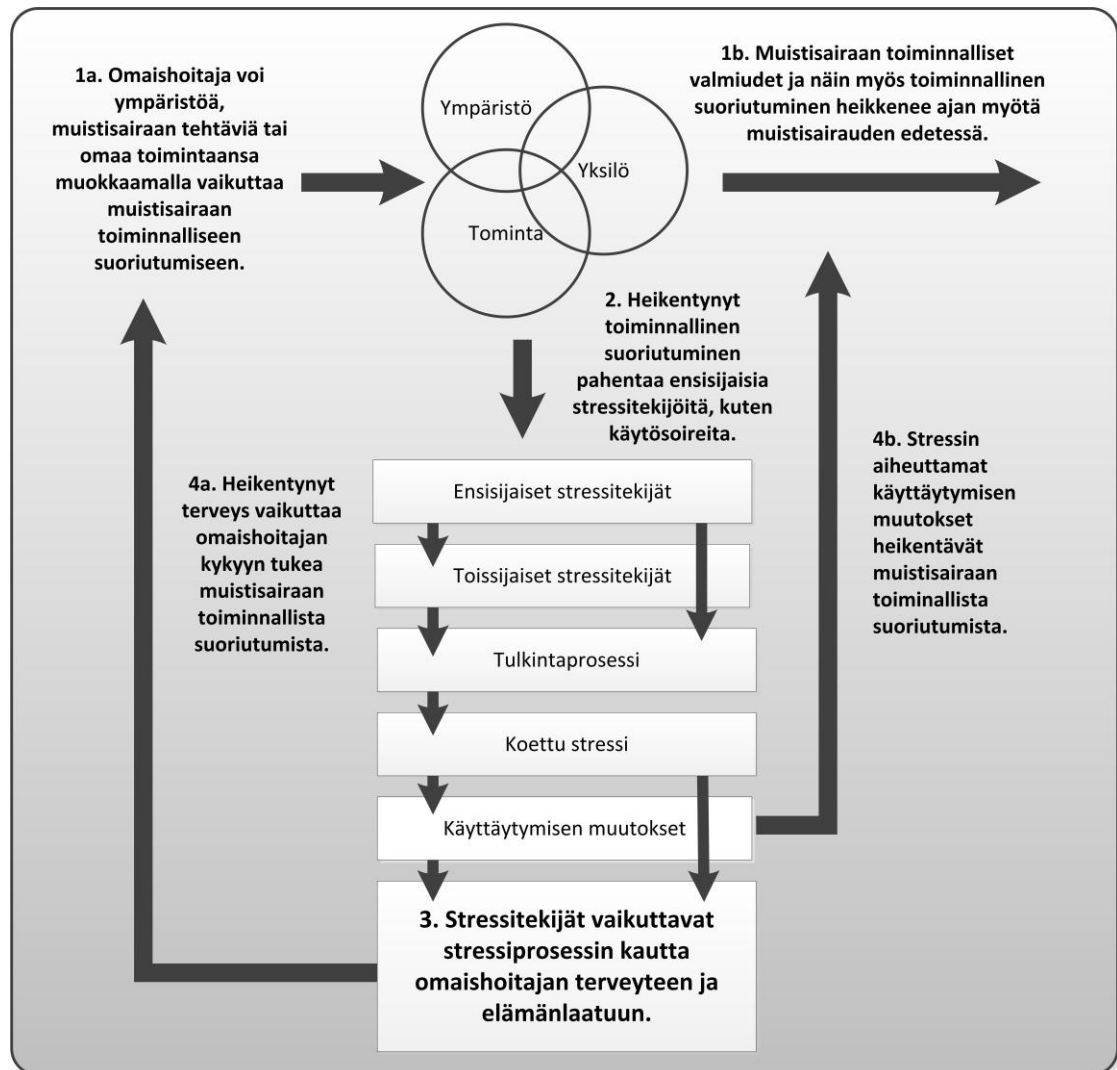 1a. Omaishoitaja voi
ympäristöä,
muistisairaan tehtäviä tai
omaa toimintaansa
muokkaamalla vaikuttaa
muistisairaan
toiminnalliseen
suoriutumiseen.
Ympäristö
Yksilö
Tominta
1b. Muistisairaan toiminnalliset
valmiudet ja näin myös toiminnallinen
suoriutuminen heikkenee ajan myötä
muistisairauden edetessä.
2. Heikentynyt
toiminnallinen
suoriutuminen
pahentaa ensisijaisia
stressitekijöitä, kuten
käytösoireita.
4a. Heikentynyt
terveys vaikuttaa
omaishoitajan
kykyyn tukea
muistisairaan
toiminnallista
suoriutumista.
Ensisijaiset stressitekijät
Toissijaiset stressitekijät
Tulkintaprosessi
Koettu stressi
Käyttäytymisen muutokset
4b. Stressin
aiheuttamat
käyttäytymisen
muutokset
heikentävät
muistisairaan
toiminallista
suoriutumista.
3. Stressitekijät vaikuttavat
stressiprosessin kautta
omaishoitajan terveyteen ja
elämänlaatuun.